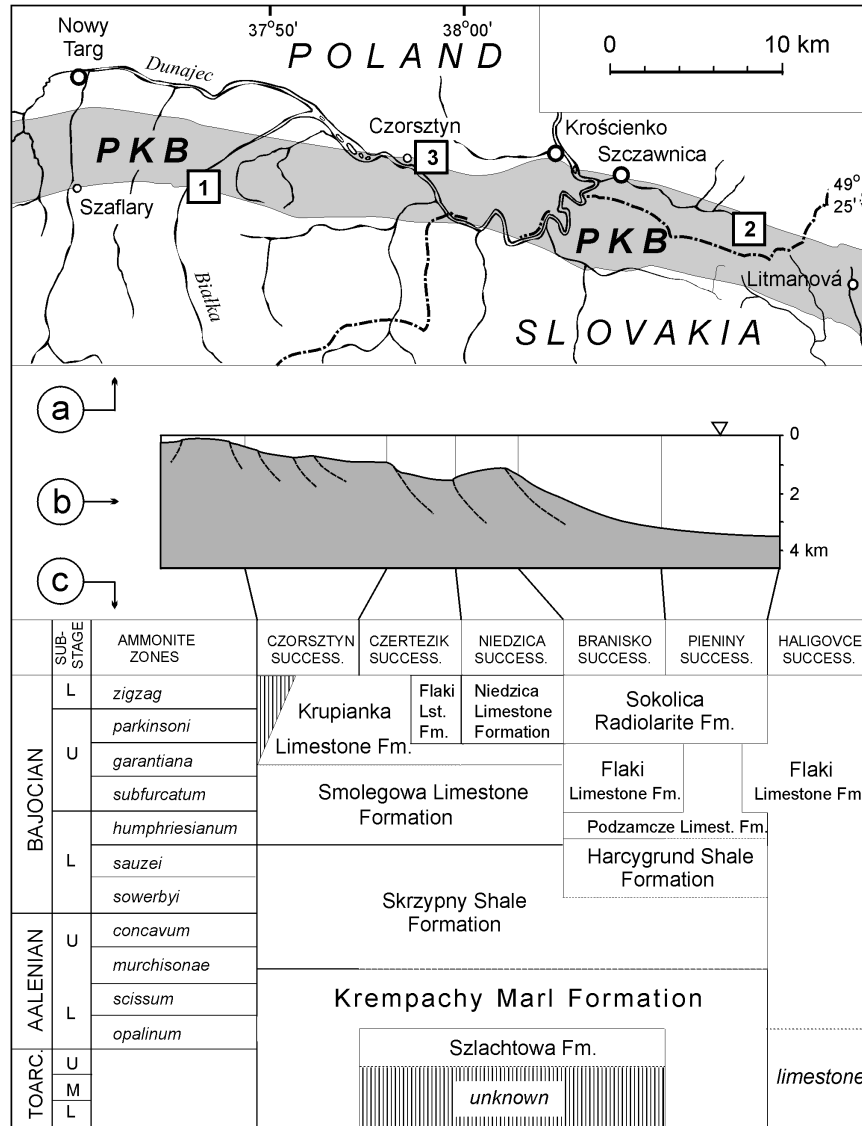 37°50'
38°00'
Nowy
Targ
Dunajec
POLAND
0
10 km
PKB
Czorsztyn
3
Krościenko
Szczawnica
1
Szaflary
49°
25'
2
PKB
Litmanová
Białka
SLOVAKIA
a
0
b
2
4 km
c
SUB-
STAGE
AMMONITE
ZONES
CZORSZTYN
SUCCESS.
CZERTEZIK
SUCCESS.
NIEDZICA
SUCCESS.
BRANISKO
SUCCESS.
PIENINY
SUCCESS.
HALIGOVCE
SUCCESS.
BAJOCIAN
L
zigzag
Krupianka
Limestone Fm.
Flaki
Lst.
Fm.
Niedzica
Limestone
Formation
Sokolica
Radiolarite Fm.
U
parkinsoni
garantiana
subfurcatum
Smolegowa Limestone
Formation
Flaki
Limestone Fm.
Flaki
Limestone Fm.
L
humphriesianum
sauzei
sowerbyi
Podzamcze Limest. Fm.
Harcygrund Shale
Formation
Skrzypny Shale
Formation
AALENIAN
U
concavum
murchisonae
L
scissum
opalinum
Krempachy Marl Formation
Szlachtowa Fm.
TOARC.
U
M
L
unknown
limestone